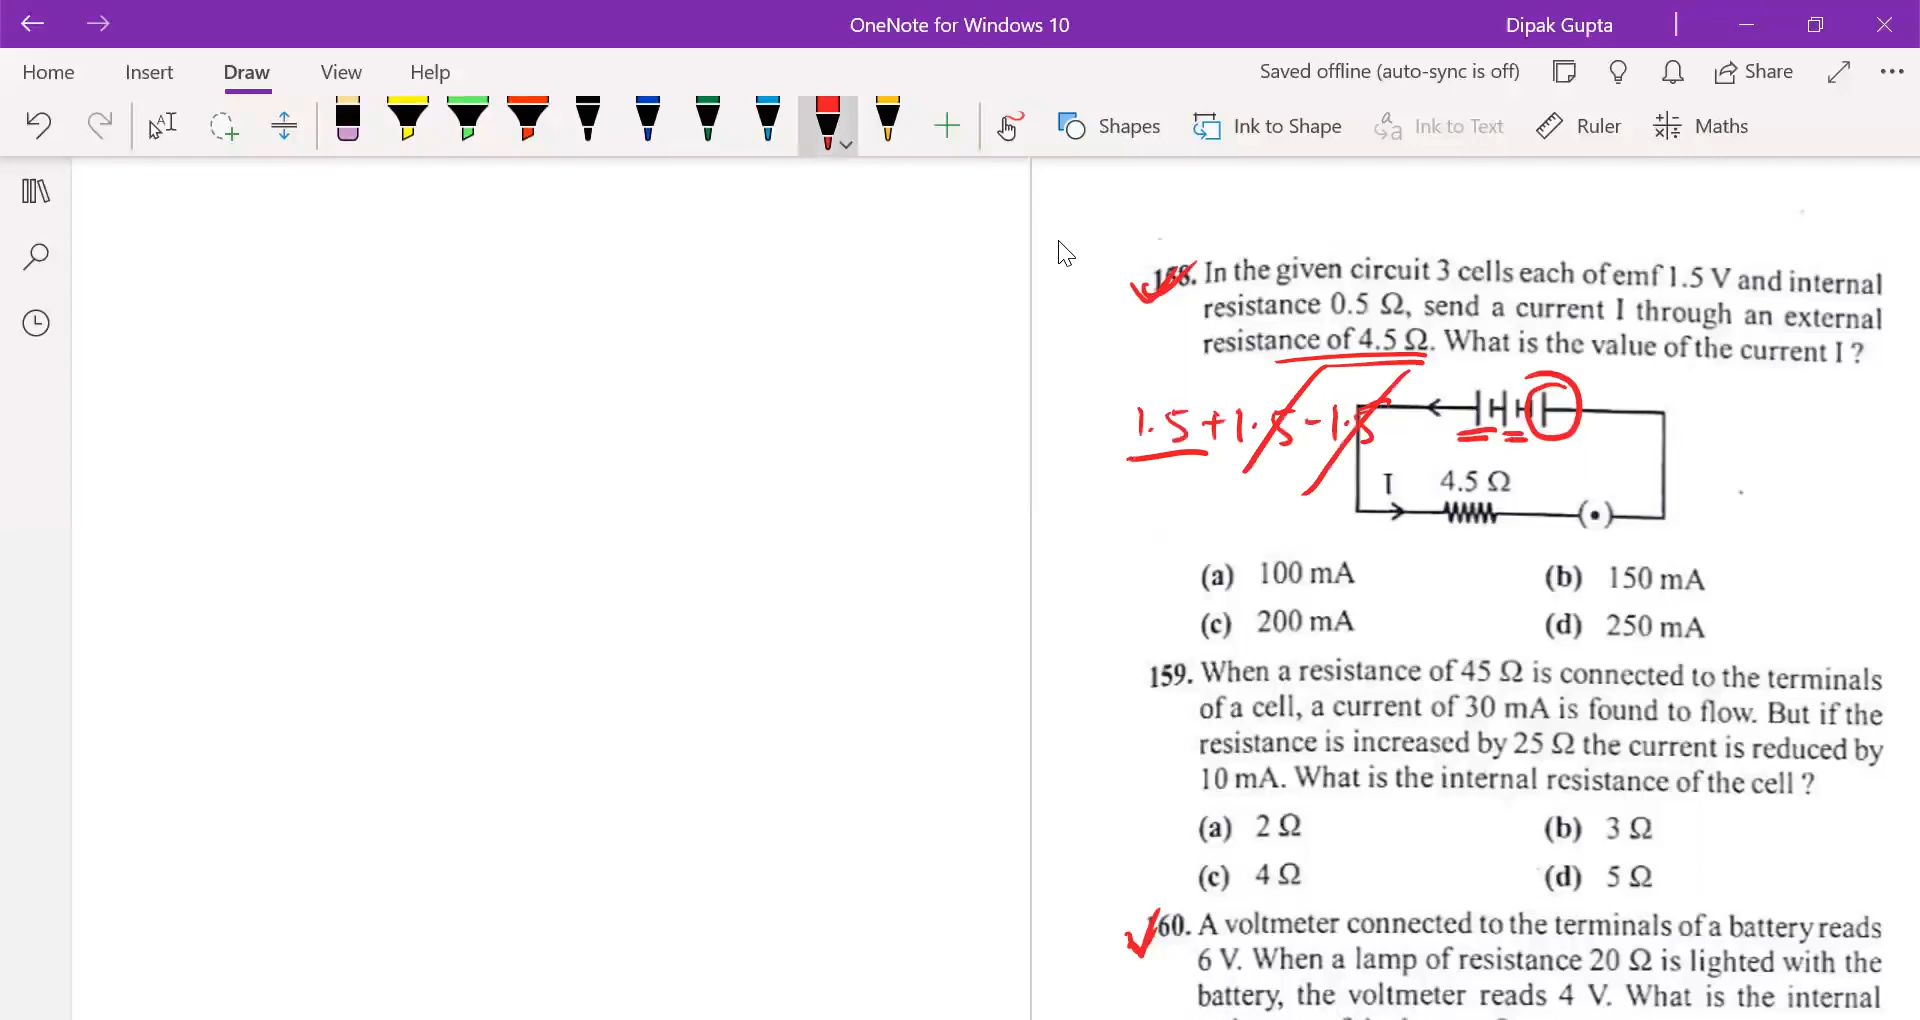 OneNote for Windows 10
Dipak Gupta
Home Insert Draw View Help
Saved offline (auto-sync is off)
Share
Shapes
Ink to Shape
Ink to Text
Ruler
Maths
158. In the given circuit 3 cells each of emf 1.5 V and internal
resistance 0.5 Ω, send a current I through an external
resistance of 4.5 Ω. What is the value of the current I ?
1.5 + 1.5 - 1.5
I 4.5 Ω
(a) 100 mA (b) 150 mA
(c) 200 mA (d) 250 mA
159. When a resistance of 45 Ω is connected to the terminals
of a cell, a current of 30 mA is found to flow. But if the
resistance is increased by 25 Ω the current is reduced by
10 mA. What is the internal resistance of the cell ?
(a) 2 Ω (b) 3 Ω
(c) 4 Ω (d) 5 Ω
160. A voltmeter connected to the terminals of a battery reads
6 V. When a lamp of resistance 20 Ω is lighted with the
battery, the voltmeter reads 4 V. What is the internal